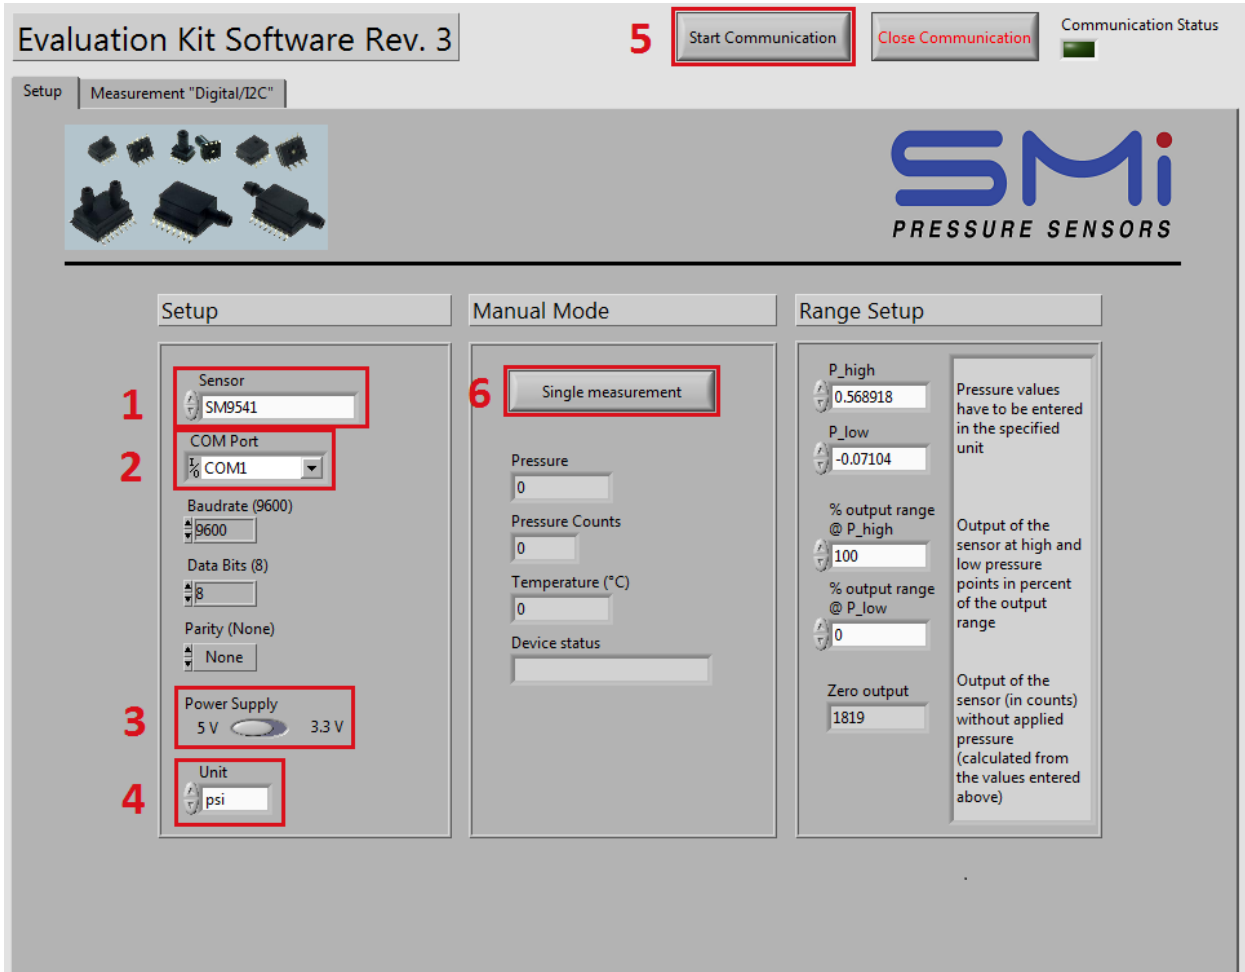 Evaluation Kit Software Rev. 3
5
Start Communication
Close Communication
Communication Status
Setup
Measurement "Digital/I2C"
SMi
PRESSURE SENSORS
Setup
1
Sensor
SM9541
2
COM Port
I/O COM1
Baudrate (9600)
9600
Data Bits (8)
8
Parity (None)
None
3
Power Supply
5 V 3.3 V
4
Unit
psi
Manual Mode
6
Single measurement
Pressure
0
Pressure Counts
0
Temperature (°C)
0
Device status
Range Setup
P_high
0.568918
P_low
-0.07104
% output range
@ P_high
100
% output range
@ P_low
0
Zero output
1819
Pressure values
have to be entered
in the specified
unit
Output of the
sensor at high and
low pressure
points in percent
of the output
range
Output of the
sensor (in counts)
without applied
pressure
(calculated from
the values entered
above)
.